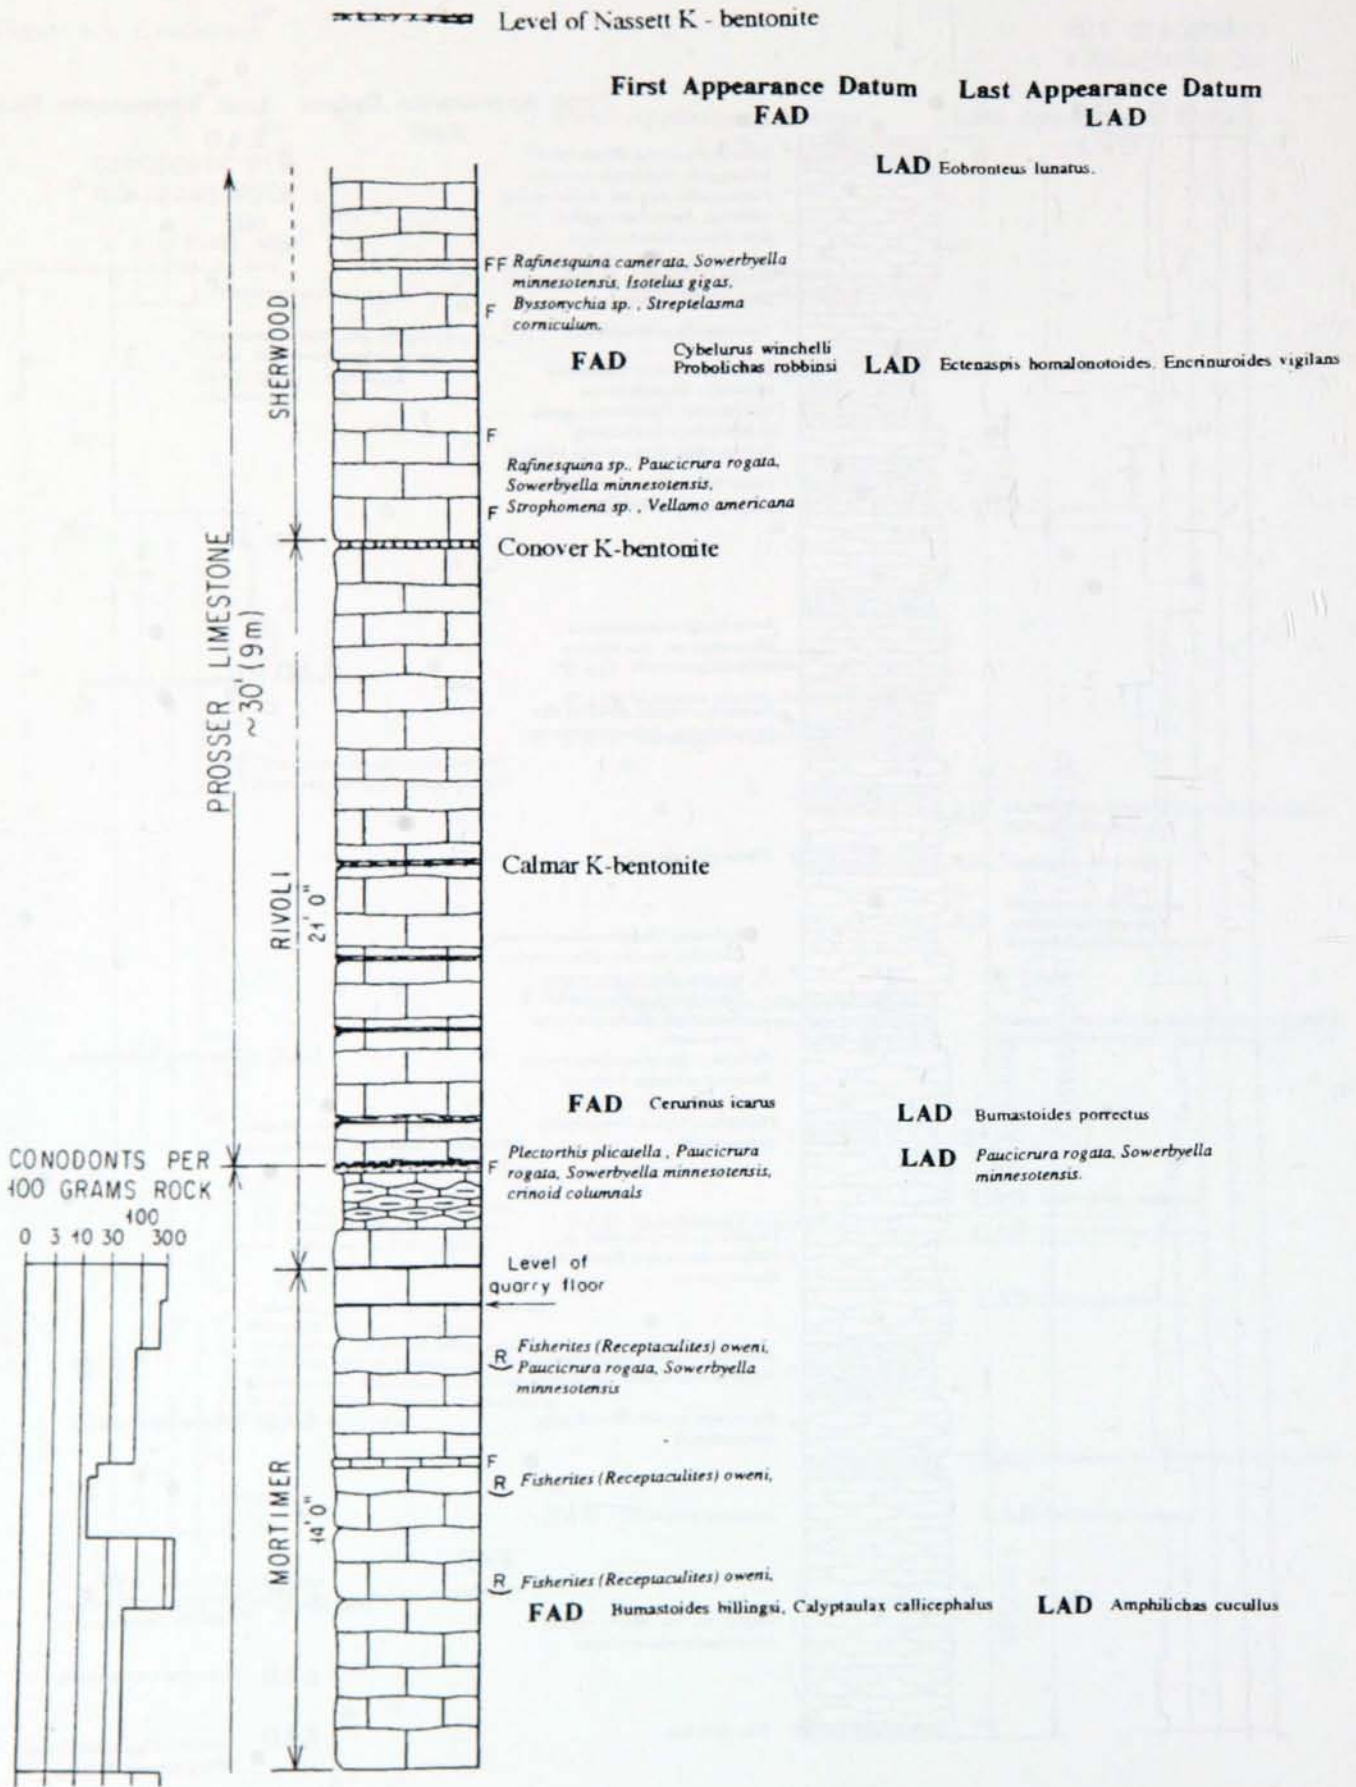 Level of Nassett K - bentonite
First Appearance Datum
FAD
Last Appearance Datum
LAD
LAD Eobronteus lunatus.
FF Rafinesquina camerata, Sowerbyella
minnesotensis, Isotelus gigas,
F Byssonychia sp. , Streptelasma
corniculum.
FAD Cybelurus winchelli
Probolichas robbinsi
LAD Ectenaspis homalonotoides, Encrinuroides vigilans
SHERWOOD
F
Rafinesquina sp., Paucicrura rogata,
Sowerbyella minnesotensis,
F Strophomena sp. , Vellamo americana
Conover K-bentonite
PROSSER LIMESTONE
~30' (9m)
Calmar K-bentonite
RIVOLI
21' 0"
FAD Cerurinus icarus
LAD Bumastoides porrectus
F Plectorthis plicatella , Paucicrura
rogata, Sowerbyella minnesotensis,
crinoid columnals
LAD Paucicrura rogata, Sowerbyella
minnesotensis.
CONODONTS PER
100 GRAMS ROCK
0 3 10 30 100 300
Level of
quarry floor
R Fisherites (Receptaculites) oweni,
Paucicrura rogata, Sowerbyella
minnesotensis
F
R Fisherites (Receptaculites) oweni,
MORTIMER
14' 0"
R Fisherites (Receptaculites) oweni,
FAD Bumastoides billingsi, Calyptaulax callicephalus
LAD Amphilichas cucullus